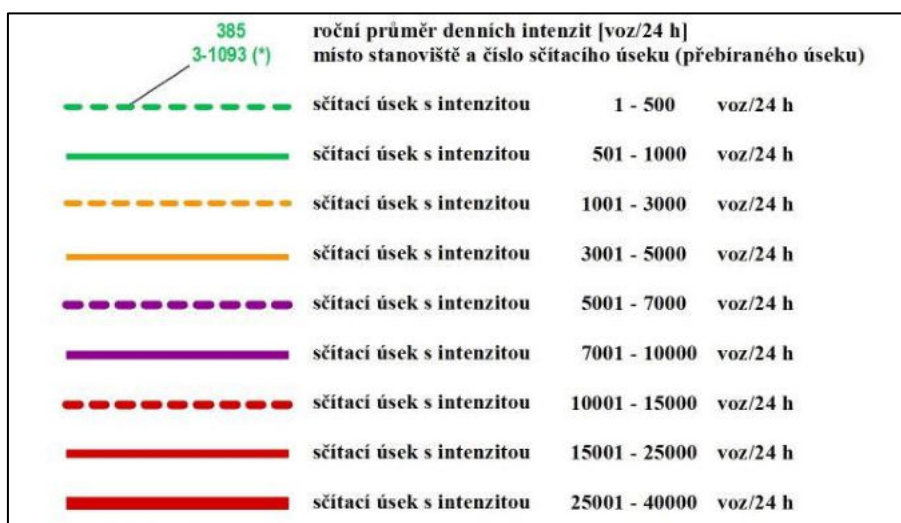 385 roční průměr denních intenzit [voz/24 h]
3-1093 (*) místo stanoviště a číslo sčítacího úseku (přebíraného úseku)
sčítací úsek s intenzitou 1 - 500 voz/24 h
sčítací úsek s intenzitou 501 - 1000 voz/24 h
sčítací úsek s intenzitou 1001 - 3000 voz/24 h
sčítací úsek s intenzitou 3001 - 5000 voz/24 h
sčítací úsek s intenzitou 5001 - 7000 voz/24 h
sčítací úsek s intenzitou 7001 - 10000 voz/24 h
sčítací úsek s intenzitou 10001 - 15000 voz/24 h
sčítací úsek s intenzitou 15001 - 25000 voz/24 h
sčítací úsek s intenzitou 25001 - 40000 voz/24 h